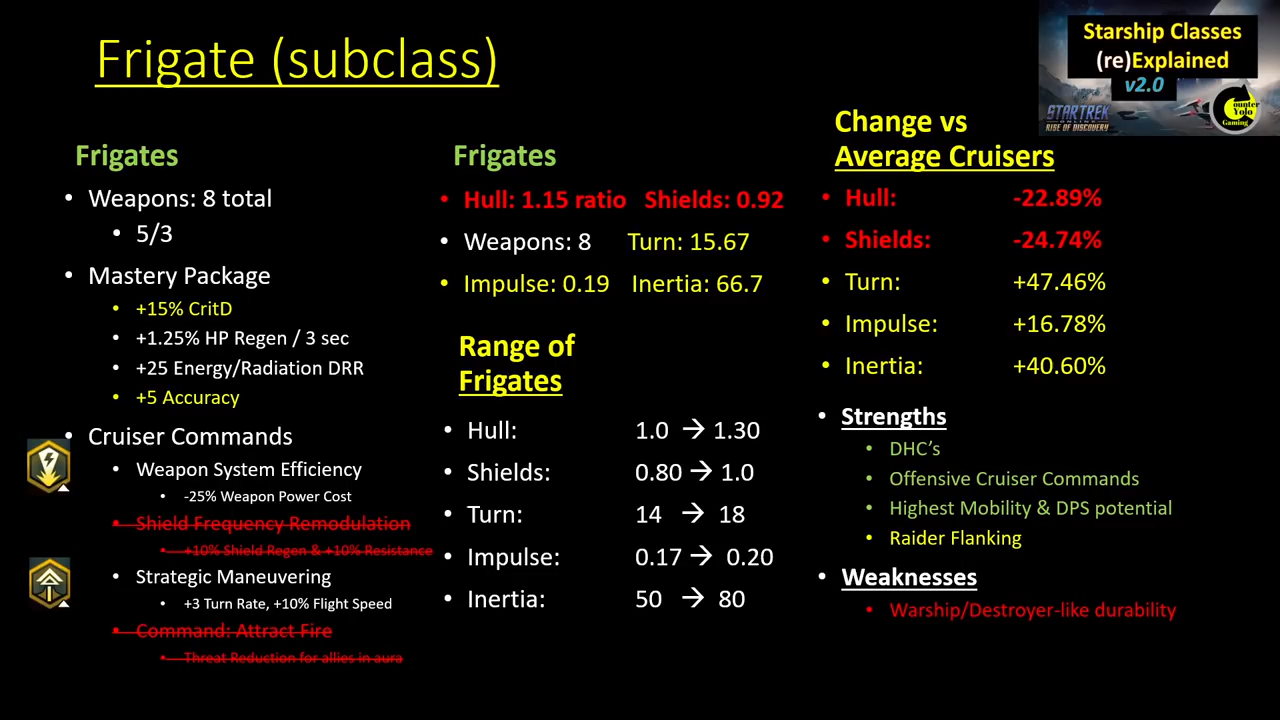 Frigate (subclass)
Starship Classes
(re)Explained
v2.0
STAR TREK
ONLINE
RISE OF DISCOVERY
Counter
Yolo
Gaming
Frigates
• Weapons: 8 total
• 5/3
• Mastery Package
• +15% CritD
• +1.25% HP Regen / 3 sec
• +25 Energy/Radiation DRR
• +5 Accuracy
• Cruiser Commands
• Weapon System Efficiency
• -25% Weapon Power Cost
• Shield Frequency Remodulation
• +10% Shield Regen & +10% Resistance
• Strategic Maneuvering
• +3 Turn Rate, +10% Flight Speed
• Command: Attract Fire
• Threat Reduction for allies in aura
Frigates
• Hull: 1.15 ratio Shields: 0.92
• Weapons: 8 Turn: 15.67
• Impulse: 0.19 Inertia: 66.7
Range of
Frigates
• Hull: 1.0 → 1.30
• Shields: 0.80 → 1.0
• Turn: 14 → 18
• Impulse: 0.17 → 0.20
• Inertia: 50 → 80
Change vs
Average Cruisers
• Hull: -22.89%
• Shields: -24.74%
• Turn: +47.46%
• Impulse: +16.78%
• Inertia: +40.60%
• Strengths
• DHC's
• Offensive Cruiser Commands
• Highest Mobility & DPS potential
• Raider Flanking
• Weaknesses
• Warship/Destroyer-like durability